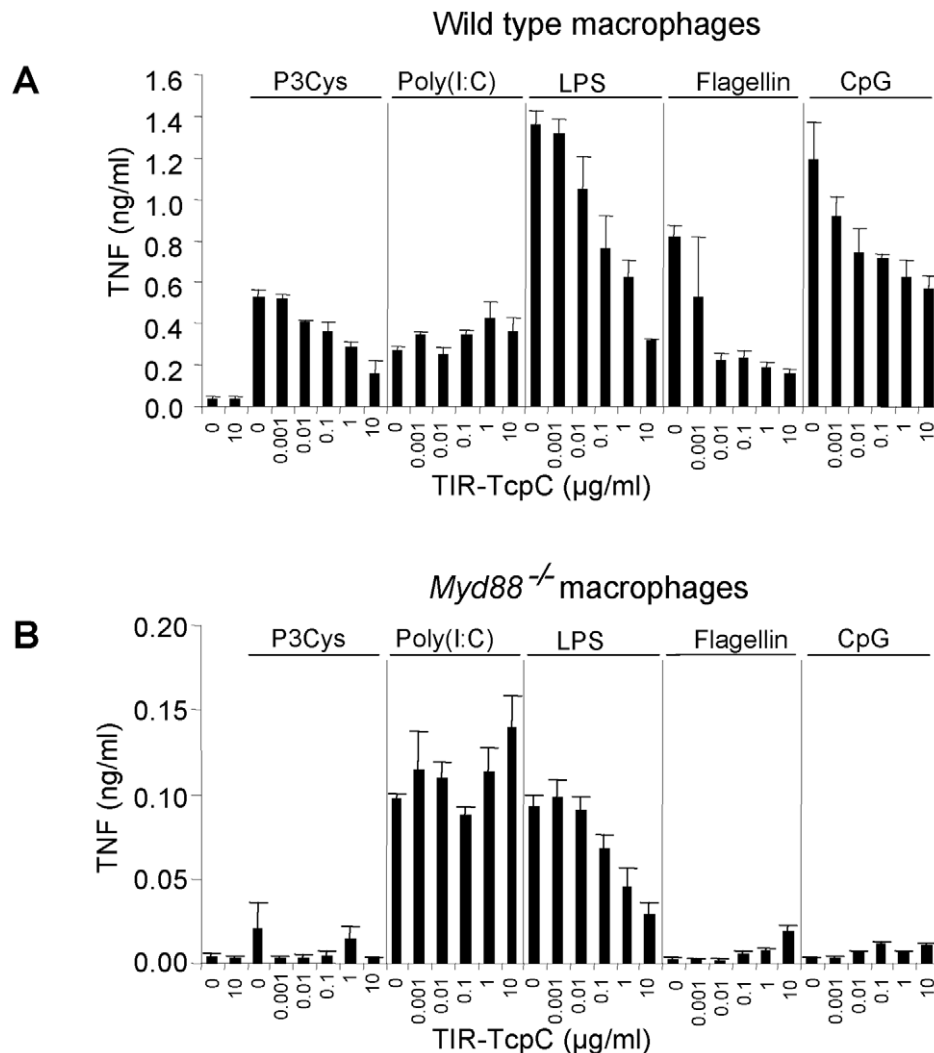 Wild type macrophages
A
P3Cys Poly(I:C) LPS Flagellin CpG
TNF (ng/ml)
1.6
1.4
1.2
1.0
0.8
0.6
0.4
0.2
0.0
0 10 0 0.001 0.01 0.1 1 10 0 0.001 0.01 0.1 1 10 0 0.001 0.01 0.1 1 10 0 0.001 0.01 0.1 1 10 0 0.001 0.01 0.1 1 10
TIR-TcpC (µg/ml)
Myd88 -/- macrophages
B
P3Cys Poly(I:C) LPS Flagellin CpG
TNF (ng/ml)
0.20
0.15
0.10
0.05
0.00
0 10 0 0.001 0.01 0.1 1 10 0 0.001 0.01 0.1 1 10 0 0.001 0.01 0.1 1 10 0 0.001 0.01 0.1 1 10 0 0.001 0.01 0.1 1 10
TIR-TcpC (µg/ml)